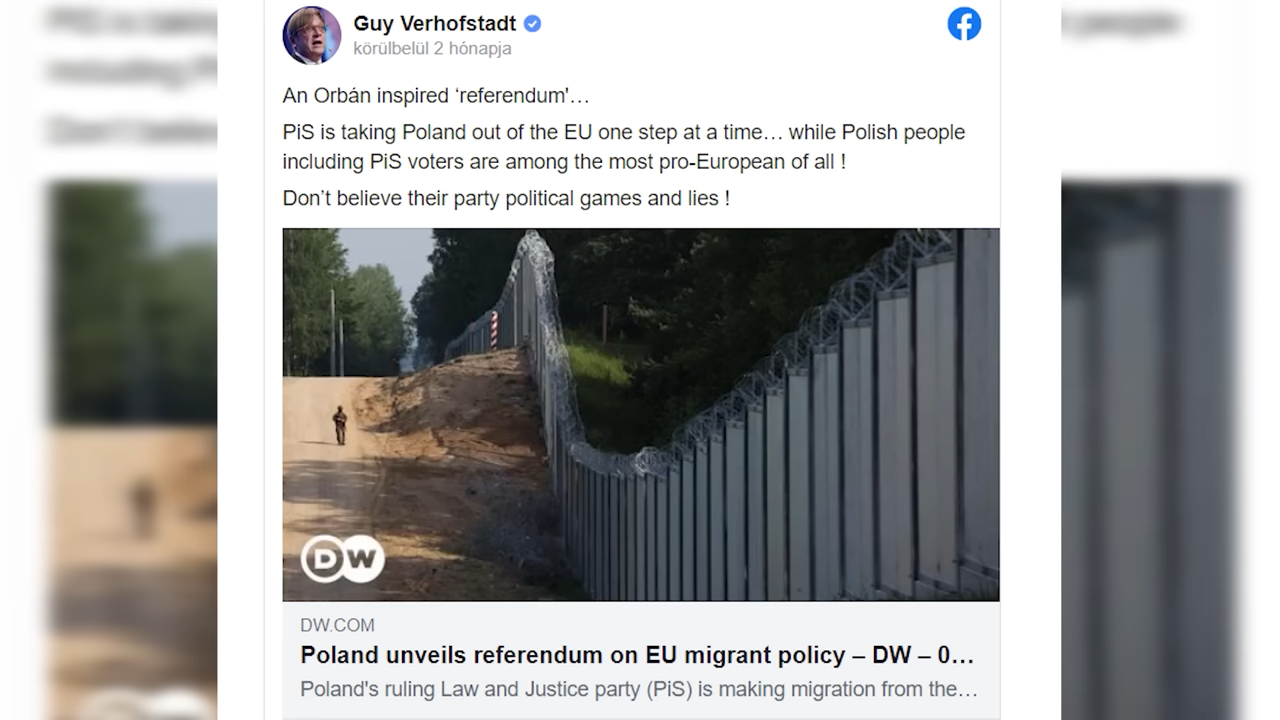 Guy Verhofstadt
körülbelül 2 hónapja
An Orbán inspired ‘referendum'…
PiS is taking Poland out of the EU one step at a time… while Polish people
including PiS voters are among the most pro-European of all !
Don’t believe their party political games and lies !
DW
DW.COM
Poland unveils referendum on EU migrant policy – DW – 0…
Poland's ruling Law and Justice party (PiS) is making migration from the…